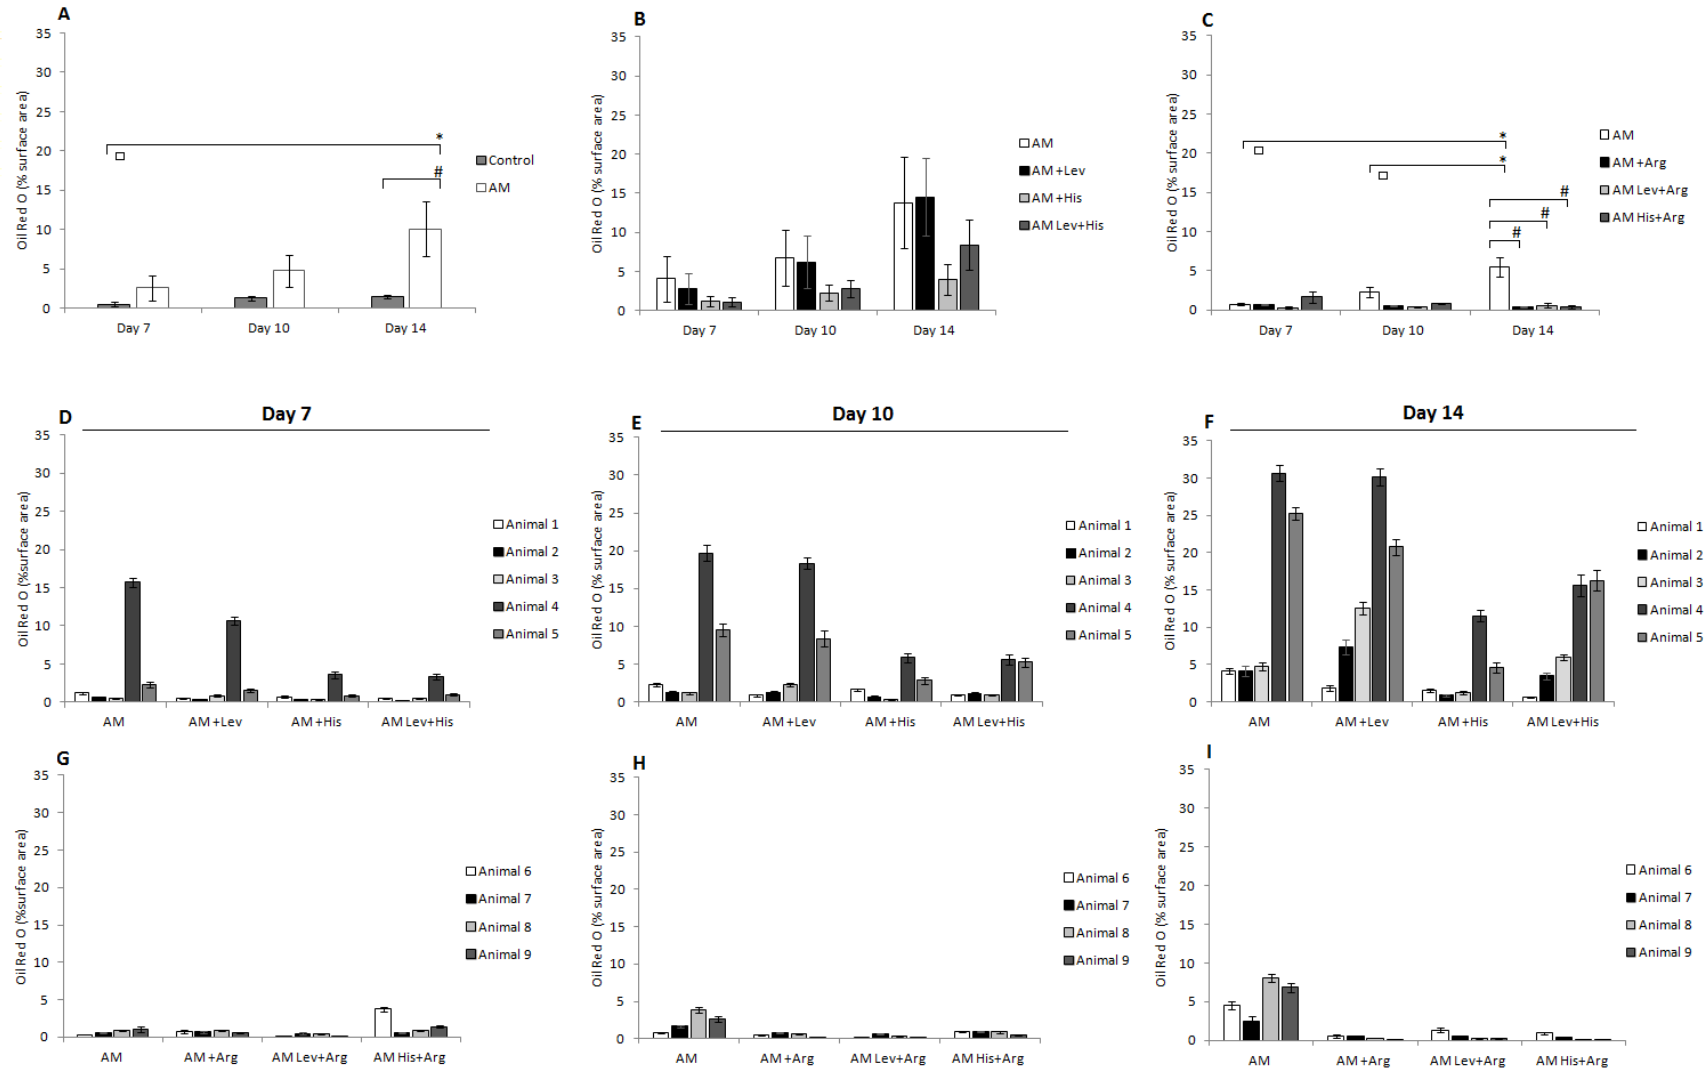 A
35
30
25
20
15
10
5
0
Oil Red O (% surface area)
*
#
Control
AM
Day 7
Day 10
Day 14
B
35
30
25
20
15
10
5
0
Oil Red O (% surface area)
AM
AM +Lev
AM +His
AM Lev+His
Day 7
Day 10
Day 14
C
35
30
25
20
15
10
5
0
Oil Red O (% surface area)
*
*
#
#
#
AM
AM +Arg
AM Lev+Arg
AM His+Arg
Day 7
Day 10
Day 14
D
Day 7
35
30
25
20
15
10
5
0
Oil Red O (%surface area)
Animal 1
Animal 2
Animal 3
Animal 4
Animal 5
AM
AM +Lev
AM +His
AM Lev+His
E
Day 10
35
30
25
20
15
10
5
0
Oil Red O (% surface area)
Animal 1
Animal 2
Animal 3
Animal 4
Animal 5
AM
AM +Lev
AM +His
AM Lev+His
F
Day 14
35
30
25
20
15
10
5
0
Oil Red O (% surface area)
Animal 1
Animal 2
Animal 3
Animal 4
Animal 5
AM
AM +Lev
AM +His
AM Lev+His
G
35
30
25
20
15
10
5
0
Oil Red O (%surface area)
Animal 6
Animal 7
Animal 8
Animal 9
AM
AM +Arg
AM Lev+Arg
AM His+Arg
H
35
30
25
20
15
10
5
0
Oil Red O (% surface area)
Animal 6
Animal 7
Animal 8
Animal 9
AM
AM +Arg
AM Lev+Arg
AM His+Arg
I
35
30
25
20
15
10
5
0
Oil Red O (% surface area)
Animal 6
Animal 7
Animal 8
Animal 9
AM
AM +Arg
AM Lev+Arg
AM His+Arg